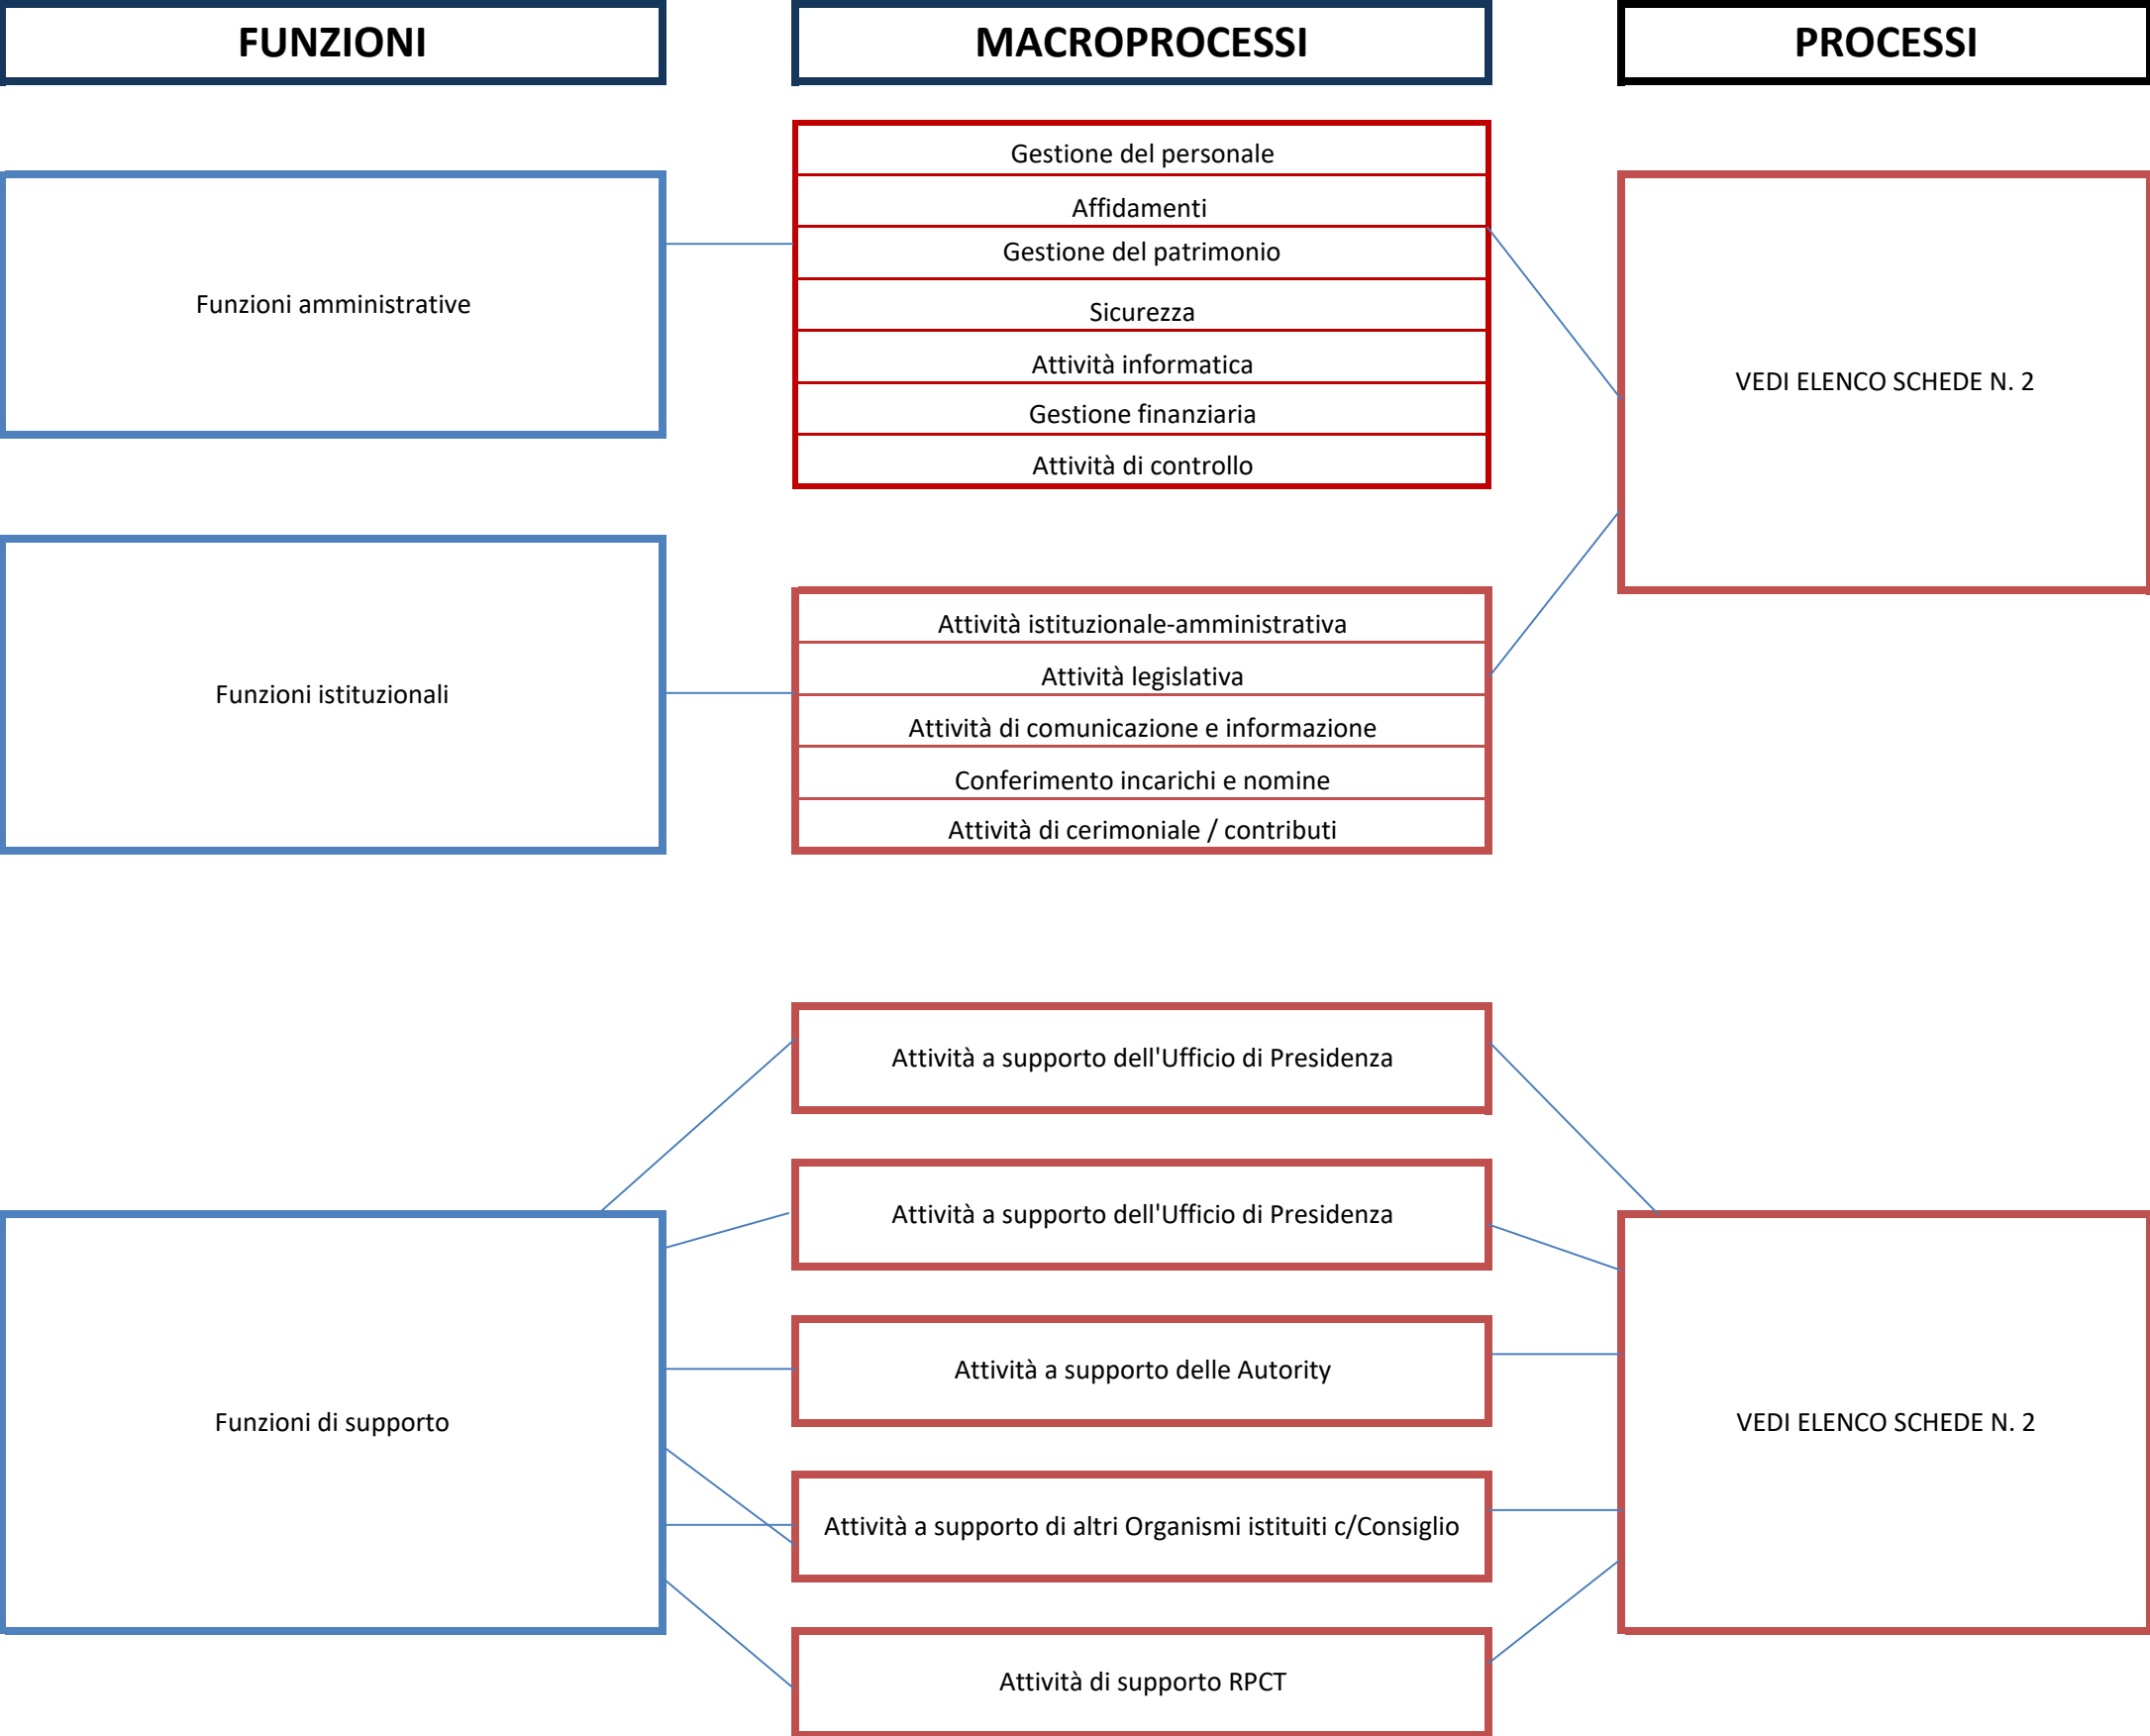 FUNZIONI
MACROPROCESSI
PROCESSI
Funzioni amministrative
Gestione del personale
Affidamenti
Gestione del patrimonio
Sicurezza
Attività informatica
Gestione finanziaria
Attività di controllo
VEDI ELENCO SCHEDE N. 2
Funzioni istituzionali
Attività istituzionale-amministrativa
Attività legislativa
Attività di comunicazione e informazione
Conferimento incarichi e nomine
Attività di cerimoniale / contributi
Funzioni di supporto
Attività a supporto dell'Ufficio di Presidenza
Attività a supporto dell'Ufficio di Presidenza
Attività a supporto delle Autority
Attività a supporto di altri Organismi istituiti c/Consiglio
Attività di supporto RPCT
VEDI ELENCO SCHEDE N. 2